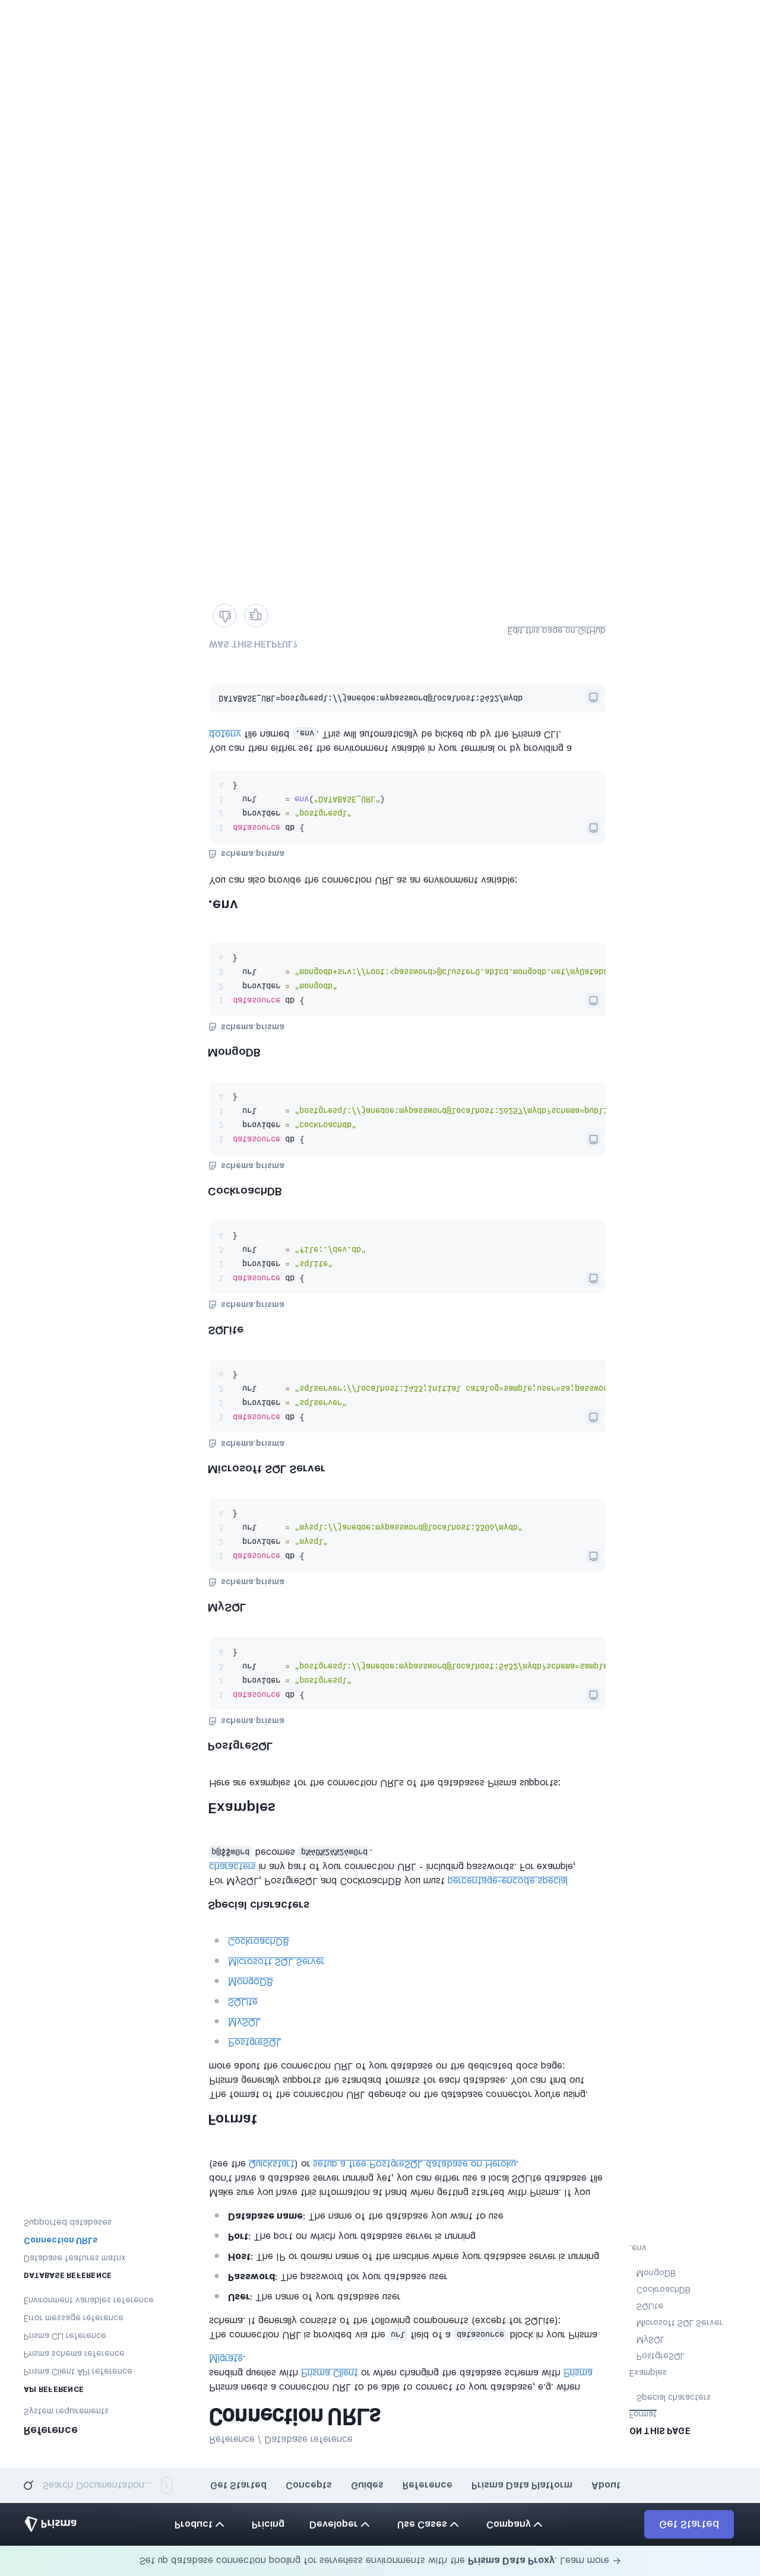 Set up database connection pooling for serverless environments with the Prisma Data Proxy. Learn more →
Prisma
Product
Pricing
Developer
Use Cases
Company
Get Started
Search Documentation... /
Get Started
Concepts
Guides
Reference
Prisma Data Platform
About
Reference
System requirements
API REFERENCE
Prisma Client API reference
Prisma schema reference
Prisma CLI reference
Error message reference
Environment variables reference
DATABASE REFERENCE
Database features matrix
Connection URLs
Supported databases
Reference / Database reference
Connection URLs
Prisma needs a connection URL to be able to connect to your database, e.g. when
sending queries with Prisma Client or when changing the database schema with Prisma
Migrate.
The connection URL is provided via the url field of a datasource block in your Prisma
schema. It generally consists of the following components (except for SQLite):
User: The name of your database user
Password: The password for your database user
Host: The IP or domain name of the machine where your database server is running
Port: The port on which your database server is running
Database name: The name of the database you want to use
Make sure you have this information at hand when getting started with Prisma. If you
don't have a database server running yet, you can either use a local SQLite database file
(see the Quickstart) or setup a free PostgreSQL database on Heroku.
Format
The format of the connection URL depends on the database connector you're using.
Prisma generally supports the standard formats for each database. You can find out
more about the connection URL of your database on the dedicated docs page:
PostgreSQL
MySQL
SQLite
MongoDB
Microsoft SQL Server
CockroachDB
Special characters
For MySQL, PostgreSQL and CockroachDB you must percentage-encode special
characters in any part of your connection URL - including passwords. For example,
p@$$w0rd becomes p%40%24%24w0rd.
Examples
Here are examples for the connection URLs of the databases Prisma supports:
PostgreSQL
schema.prisma
1 datasource db {
2 provider = "postgresql"
3 url = "postgresql://janedoe:mypassword@localhost:5432/mydb?schema=sample
4 }
MySQL
schema.prisma
1 datasource db {
2 provider = "mysql"
3 url = "mysql://janedoe:mypassword@localhost:3306/mydb"
4 }
Microsoft SQL Server
schema.prisma
1 datasource db {
2 provider = "sqlserver"
3 url = "sqlserver://localhost:1433;initial catalog=sample;user=sa;passwor
4 }
SQLite
schema.prisma
1 datasource db {
2 provider = "sqlite"
3 url = "file:./dev.db"
4 }
CockroachDB
schema.prisma
1 datasource db {
2 provider = "cockroachdb"
3 url = "postgresql://janedoe:mypassword@localhost:26257/mydb?schema=publi
4 }
MongoDB
schema.prisma
1 datasource db {
2 provider = "mongodb"
3 url = "mongodb+srv://root:<password>@cluster0.ab1cd.mongodb.net/myDataba
4 }
.env
You can also provide the connection URL as an environment variable:
schema.prisma
1 datasource db {
2 provider = "postgresql"
3 url = env("DATABASE_URL")
4 }
You can then either set the environment variable in your terminal or by providing a
dotenv file named .env. This will automatically be picked up by the Prisma CLI.
DATABASE_URL=postgresql://janedoe:mypassword@localhost:5432/mydb
WAS THIS HELPFUL?
Edit this page on GitHub
ON THIS PAGE
Format
Special characters
Examples
PostgreSQL
MySQL
Microsoft SQL Server
SQLite
CockroachDB
MongoDB
.env